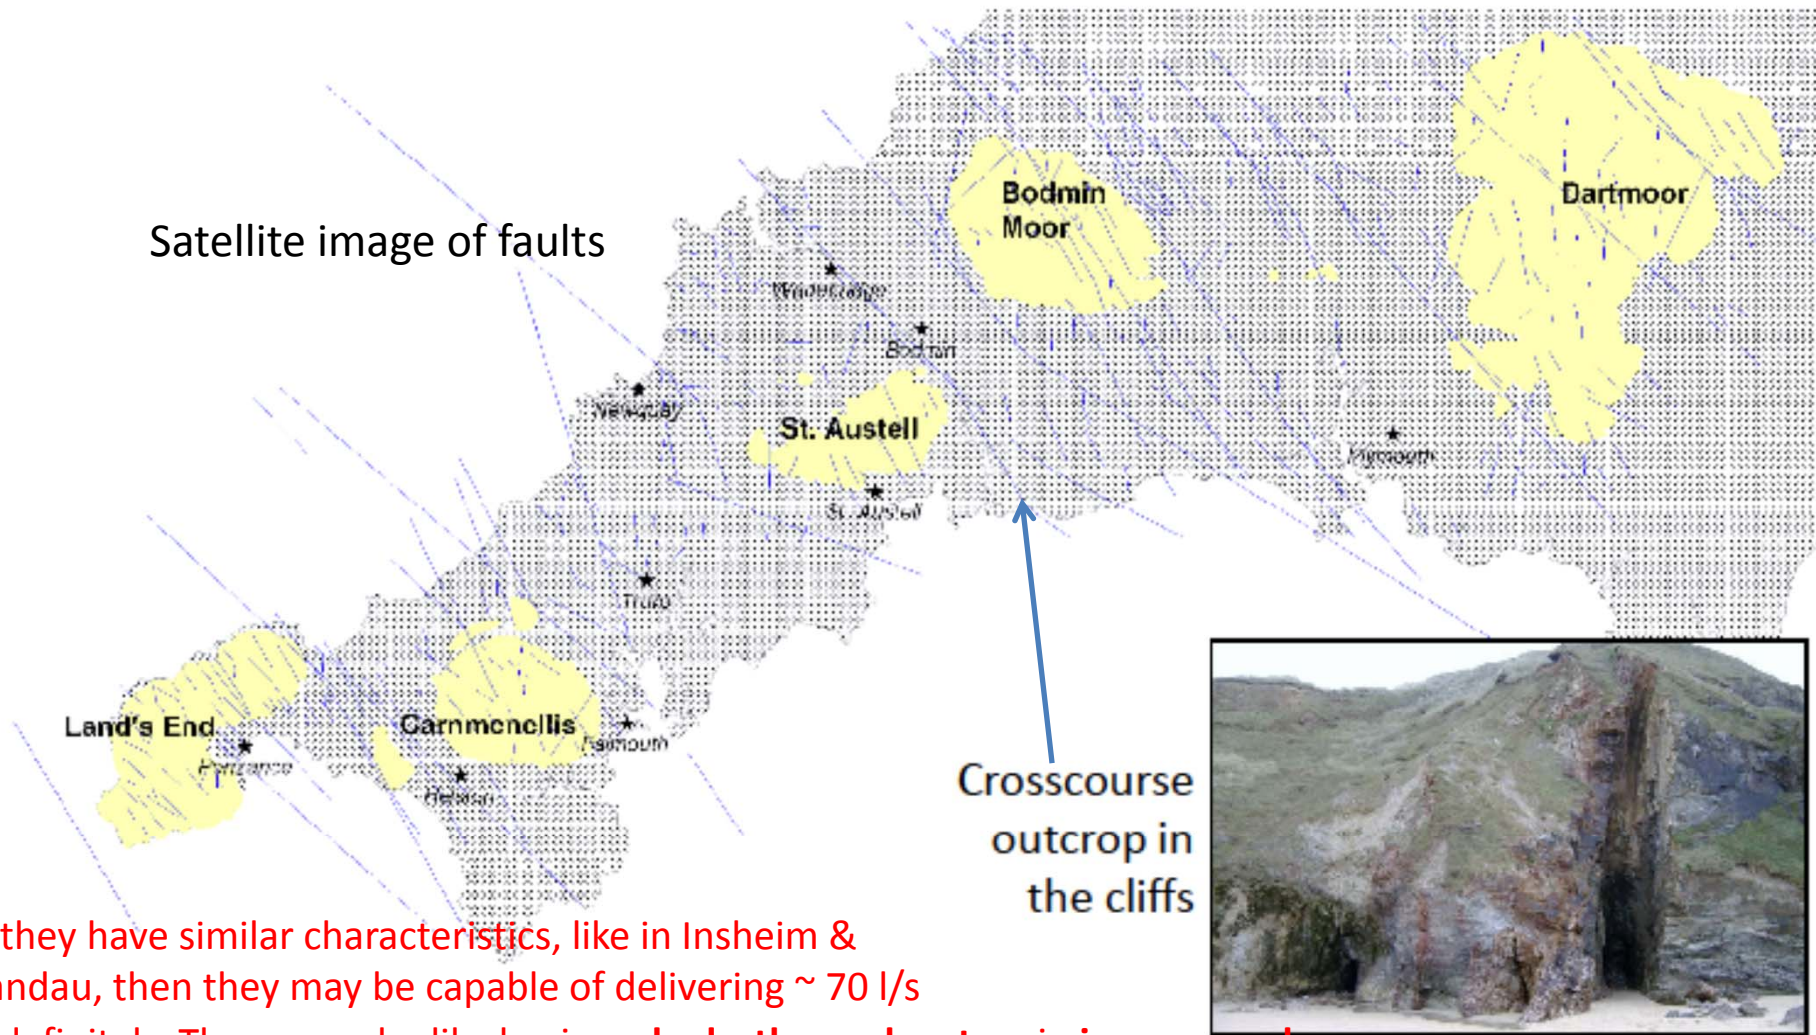 Satellite image of faults
Bodmin
Moor
Dartmoor
Wadebridge
Bodmin
Newquay
St. Austell
Plymouth
St. Austell
Truro
Land's End
Carnmenellis
Falmouth
Penzance
Helston
Crosscourse
outcrop in
the cliffs
they have similar characteristics, like in Insheim &
andau, then they may be capable of delivering ~ 70 l/s